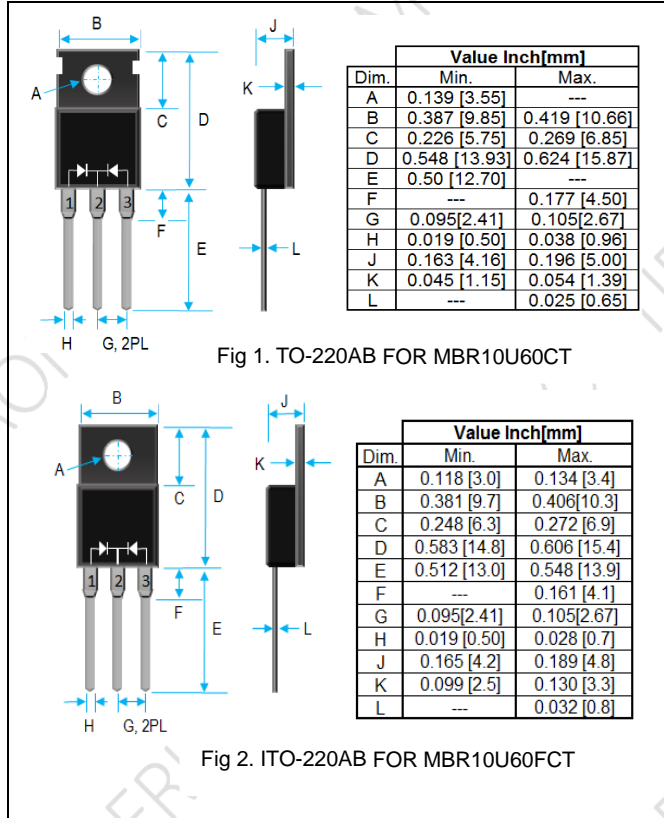 B
J
A
K
C
D
1 2 3
F
E
L
H
G, 2PL
Value Inch[mm]
Dim. Min. Max.
A 0.139 [3.55] ---
B 0.387 [9.85] 0.419 [10.66]
C 0.226 [5.75] 0.269 [6.85]
D 0.548 [13.93] 0.624 [15.87]
E 0.50 [12.70] ---
F --- 0.177 [4.50]
G 0.095[2.41] 0.105[2.67]
H 0.019 [0.50] 0.038 [0.96]
J 0.163 [4.16] 0.196 [5.00]
K 0.045 [1.15] 0.054 [1.39]
L --- 0.025 [0.65]
Fig 1. TO-220AB FOR MBR10U60CT
B
J
A
K
C
D
1 2 3
F
E
L
H
G, 2PL
Value Inch[mm]
Dim. Min. Max.
A 0.118 [3.0] 0.134 [3.4]
B 0.381 [9.7] 0.406[10.3]
C 0.248 [6.3] 0.272 [6.9]
D 0.583 [14.8] 0.606 [15.4]
E 0.512 [13.0] 0.548 [13.9]
F --- 0.161 [4.1]
G 0.095[2.41] 0.105[2.67]
H 0.019 [0.50] 0.028 [0.7]
J 0.165 [4.2] 0.189 [4.8]
K 0.099 [2.5] 0.130 [3.3]
L --- 0.032 [0.8]
Fig 2. ITO-220AB FOR MBR10U60FCT